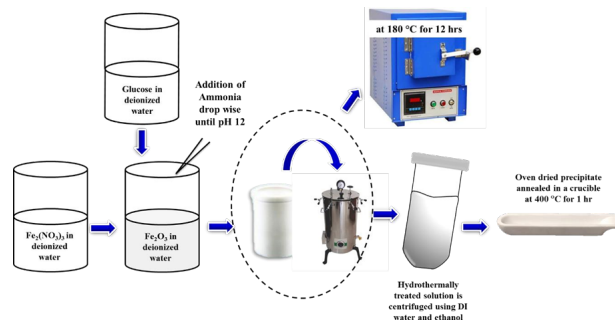 at 180 °C for 12 hrs
Glucose in
deionized
water
Addition of
Ammonia
drop wise
until pH 12
Fe₂(NO₃)₃ in
deionized
water
Fe₂O₃ in
deionized
water
Oven dried precipitate
annealed in a crucible
at 400 °C for 1 hr
Hydrothermally
treated solution is
centrifuged using DI
water and ethanol